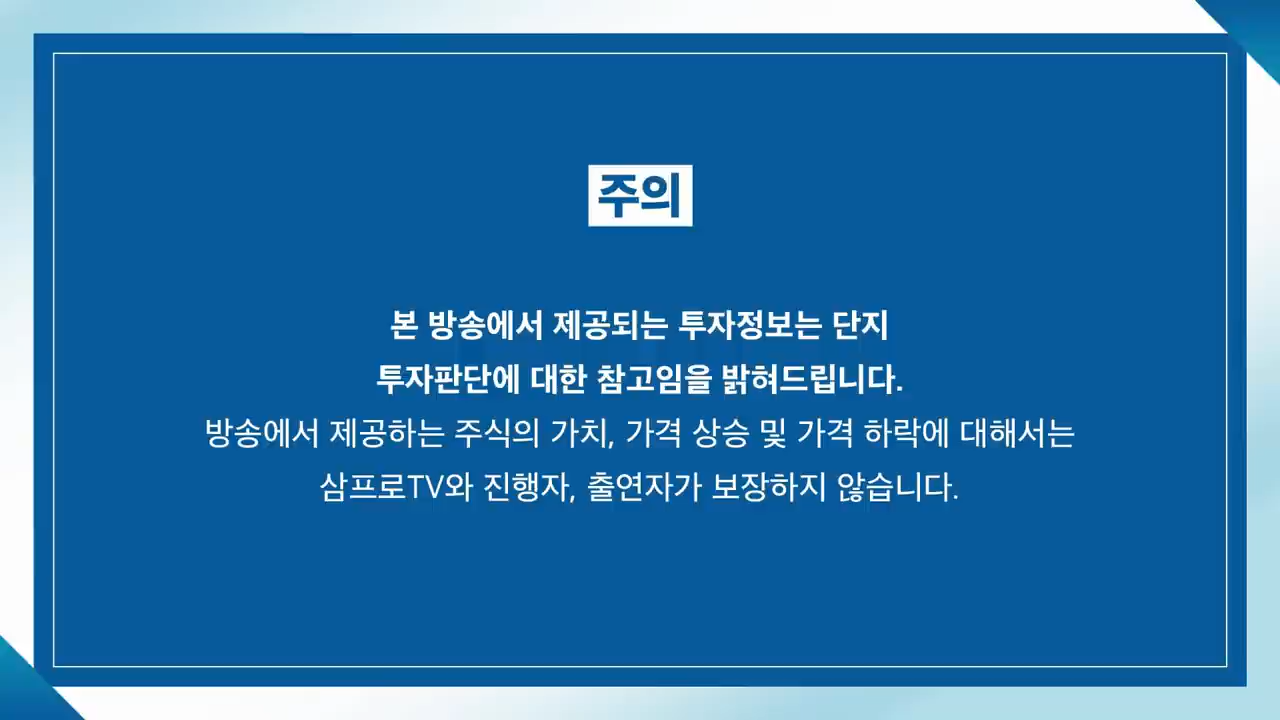 주의
본 방송에서 제공되는 투자정보는 단지
투자판단에 대한 참고임을 밝혀드립니다.
방송에서 제공하는 주식의 가치, 가격 상승 및 가격 하락에 대해서는
삼프로TV와 진행자, 출연자가 보장하지 않습니다.